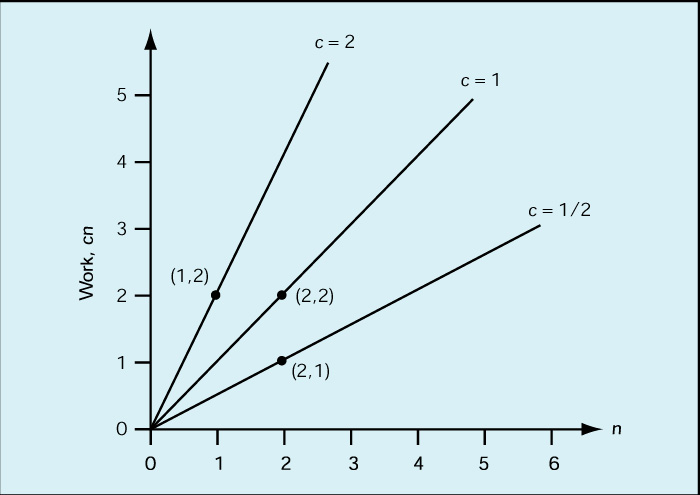 c = 2
c = 1
c = 1/2
5
4
3
2
1
0
Work, cn
(1,2)
(2,2)
(2,1)
n
0 1 2 3 4 5 6